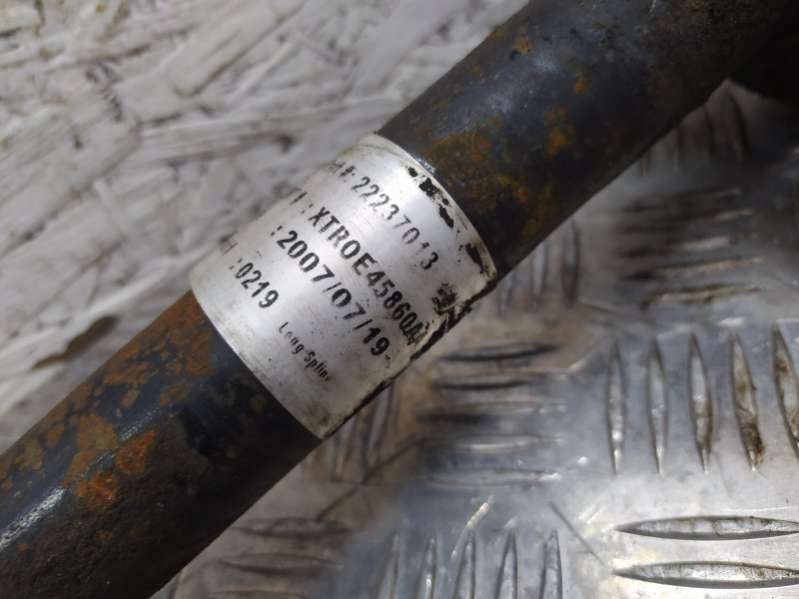 #: 22237013
: XTROE45860A
: 2007/07/19-
: 0219
Long Spline